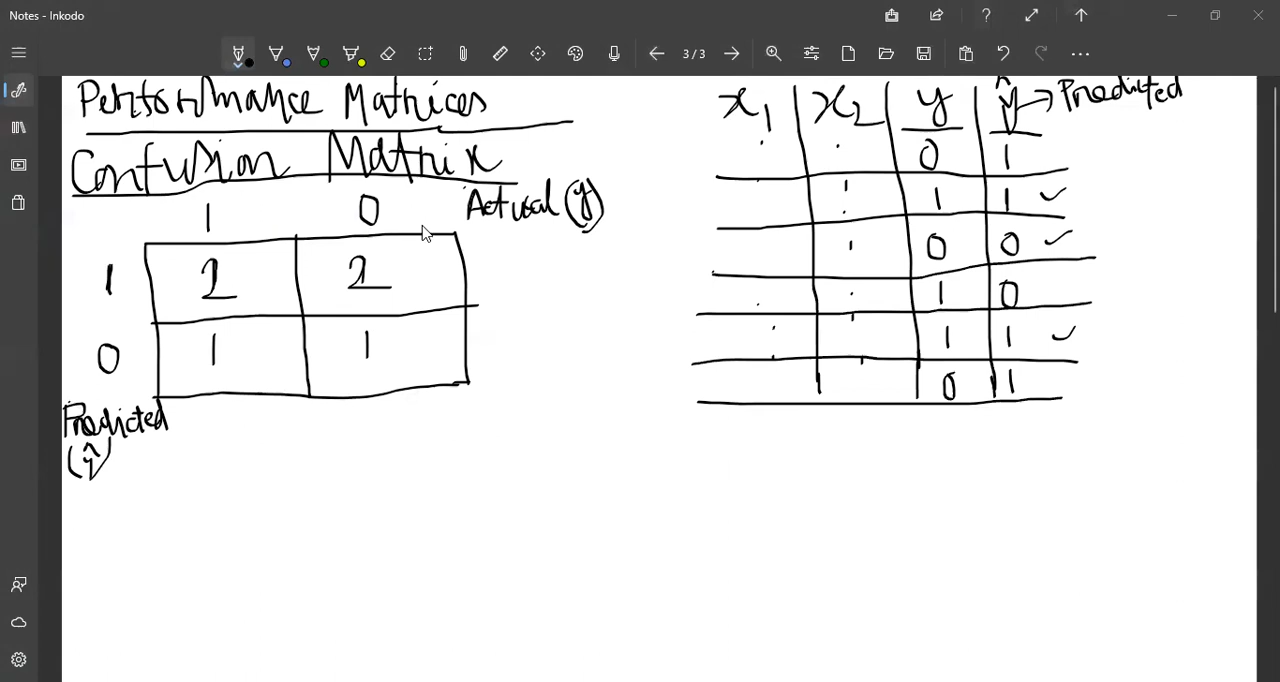 Notes - Inkodo
3/3
Performance Matrices
Confusion Matrix
1 0 Actual (y)
1 2 2
0 1 1
Predicted
(ŷ)
x1 x2 y ŷ → Predicted
0 1
1 1 ✓
0 0 ✓
1 0
1 1 ✓
0 1